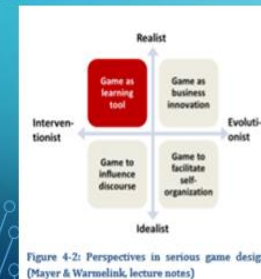 Realist
Game as
learning
tool
Game as
business
innovation
Interven-
tionist
Evoluti-
onist
Game to
influence
discourse
Game to
facilitate
self-
organization
Idealist
Figure 4-2: Perspectives in serious game desig
(Mayer & Warmelink, lecture notes)